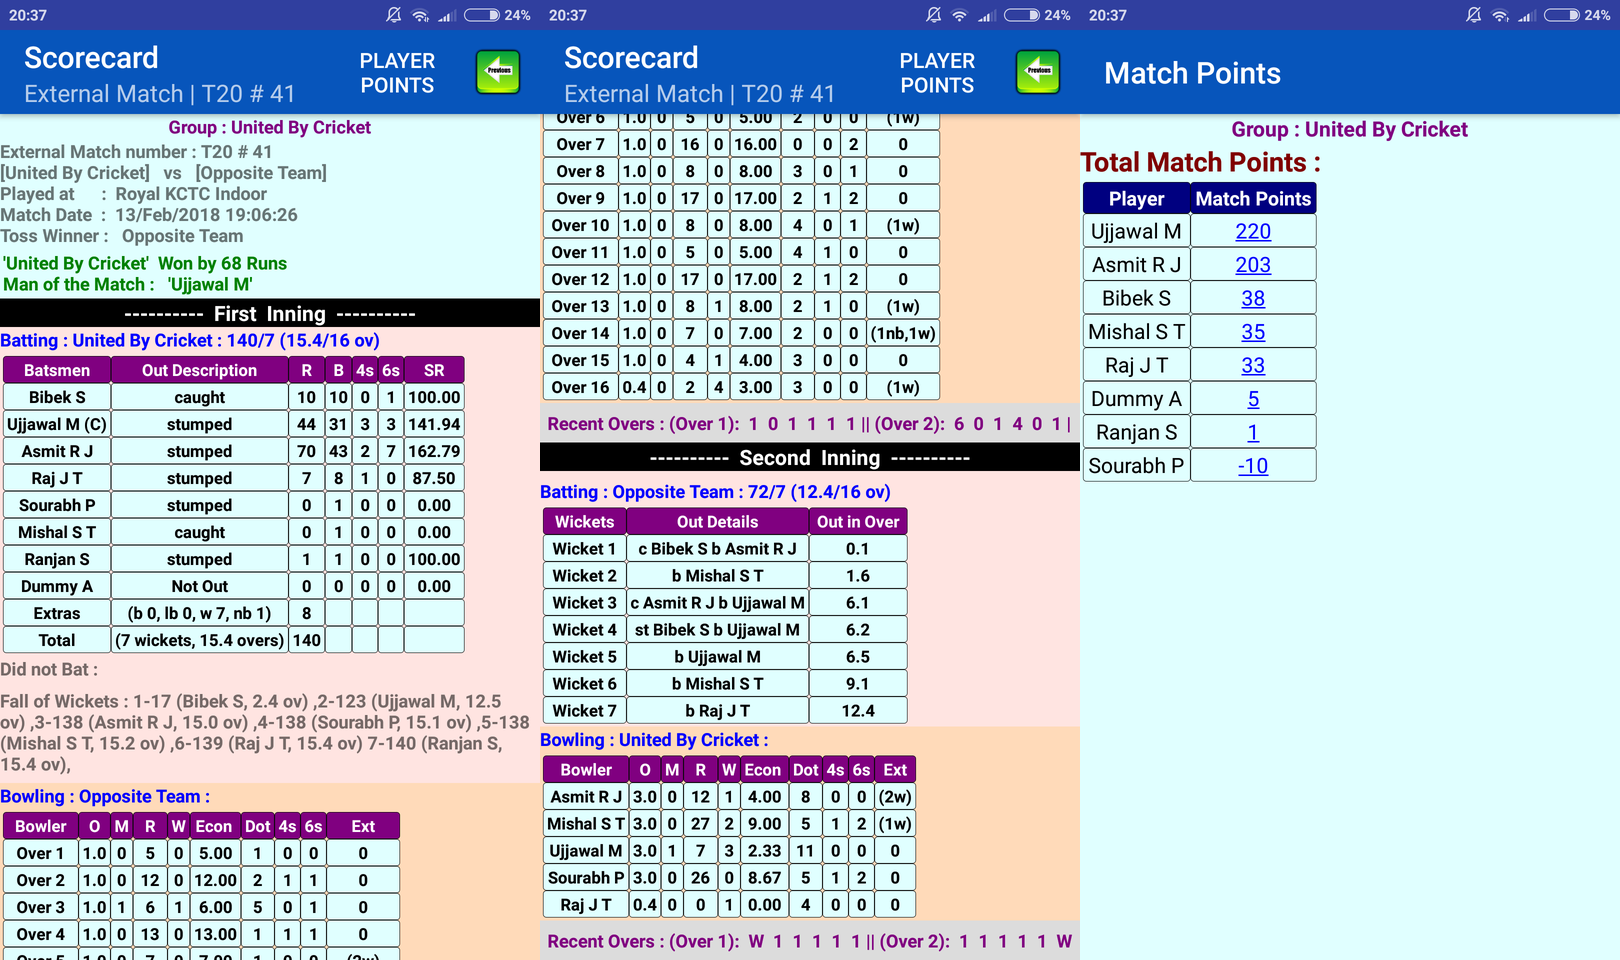 20:37 24%
Scorecard
External Match | T20 # 41
PLAYER
POINTS
Previous
Group : United By Cricket
External Match number : T20 # 41
[United By Cricket] vs [Opposite Team]
Played at : Royal KCTC Indoor
Match Date : 13/Feb/2018 19:06:26
Toss Winner : Opposite Team
'United By Cricket' Won by 68 Runs
Man of the Match : 'Ujjawal M'
---------- First Inning ----------
Batting : United By Cricket : 140/7 (15.4/16 ov)
Batsmen Out Description R B 4s 6s SR
Bibek S caught 10 10 0 1 100.00
Ujjawal M (C) stumped 44 31 3 3 141.94
Asmit R J stumped 70 43 2 7 162.79
Raj J T stumped 7 8 1 0 87.50
Sourabh P stumped 0 1 0 0 0.00
Mishal S T caught 0 1 0 0 0.00
Ranjan S stumped 1 1 0 0 100.00
Dummy A Not Out 0 0 0 0 0.00
Extras (b 0, lb 0, w 7, nb 1) 8
Total (7 wickets, 15.4 overs) 140
Did not Bat :
Fall of Wickets : 1-17 (Bibek S, 2.4 ov) ,2-123 (Ujjawal M, 12.5
ov) ,3-138 (Asmit R J, 15.0 ov) ,4-138 (Sourabh P, 15.1 ov) ,5-138
(Mishal S T, 15.2 ov) ,6-139 (Raj J T, 15.4 ov) 7-140 (Ranjan S,
15.4 ov),
Bowling : Opposite Team :
Bowler O M R W Econ Dot 4s 6s Ext
Over 1 1.0 0 5 0 5.00 1 0 0 0
Over 2 1.0 0 12 0 12.00 2 1 1 0
Over 3 1.0 1 6 1 6.00 5 0 1 0
Over 4 1.0 0 13 0 13.00 1 1 1 0
Over 5 1.0 0 7 0 7.00 1 0 0 (2w)
20:37 24%
Scorecard
External Match | T20 # 41
PLAYER
POINTS
Previous
Over 6 1.0 0 5 0 5.00 2 0 0 (1w)
Over 7 1.0 0 16 0 16.00 0 0 2 0
Over 8 1.0 0 8 0 8.00 3 0 1 0
Over 9 1.0 0 17 0 17.00 2 1 2 0
Over 10 1.0 0 8 0 8.00 4 0 1 (1w)
Over 11 1.0 0 5 0 5.00 4 1 0 0
Over 12 1.0 0 17 0 17.00 2 1 2 0
Over 13 1.0 0 8 1 8.00 2 1 0 (1w)
Over 14 1.0 0 7 0 7.00 2 0 0 (1nb,1w)
Over 15 1.0 0 4 1 4.00 3 0 0 0
Over 16 0.4 0 2 4 3.00 3 0 0 (1w)
Recent Overs : (Over 1): 1 0 1 1 1 1 || (Over 2): 6 0 1 4 0 1 |
---------- Second Inning ----------
Batting : Opposite Team : 72/7 (12.4/16 ov)
Wickets Out Details Out in Over
Wicket 1 c Bibek S b Asmit R J 0.1
Wicket 2 b Mishal S T 1.6
Wicket 3 c Asmit R J b Ujjawal M 6.1
Wicket 4 st Bibek S b Ujjawal M 6.2
Wicket 5 b Ujjawal M 6.5
Wicket 6 b Mishal S T 9.1
Wicket 7 b Raj J T 12.4
Bowling : United By Cricket :
Bowler O M R W Econ Dot 4s 6s Ext
Asmit R J 3.0 0 12 1 4.00 8 0 0 (2w)
Mishal S T 3.0 0 27 2 9.00 5 1 2 (1w)
Ujjawal M 3.0 1 7 3 2.33 11 0 0 0
Sourabh P 3.0 0 26 0 8.67 5 1 2 0
Raj J T 0.4 0 0 1 0.00 4 0 0 0
Recent Overs : (Over 1): W 1 1 1 1 1 || (Over 2): 1 1 1 1 1 W
20:37 24%
Match Points
Group : United By Cricket
Total Match Points :
Player Match Points
Ujjawal M 220
Asmit R J 203
Bibek S 38
Mishal S T 35
Raj J T 33
Dummy A 5
Ranjan S 1
Sourabh P -10